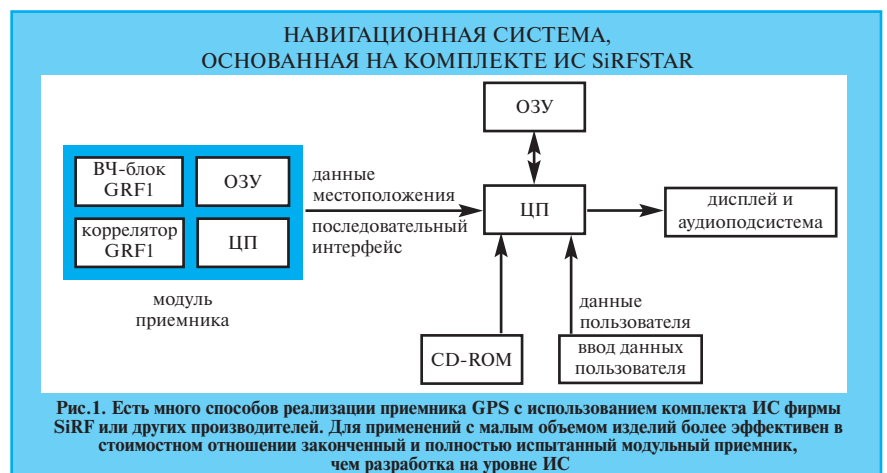 НАВИГАЦИОННАЯ СИСТЕМА,
ОСНОВАННАЯ НА КОМПЛЕКТЕ ИС SiRFSTAR
ОЗУ
ВЧ-блок
GRF1
ОЗУ
коррелятор
GRF1
ЦП
модуль
приемника
данные
местоположения
последовательный
интерфейс
ЦП
дисплей и
аудиоподсистема
CD-ROM
данные
пользователя
ввод данных
пользователя
Рис.1. Есть много способов реализации приемника GPS с использованием комплекта ИС фирмы
SiRF или других производителей. Для применений с малым объемом изделий более эффективен в
стоимостном отношении законченный и полностью испытанный модульный приемник,
чем разработка на уровне ИС